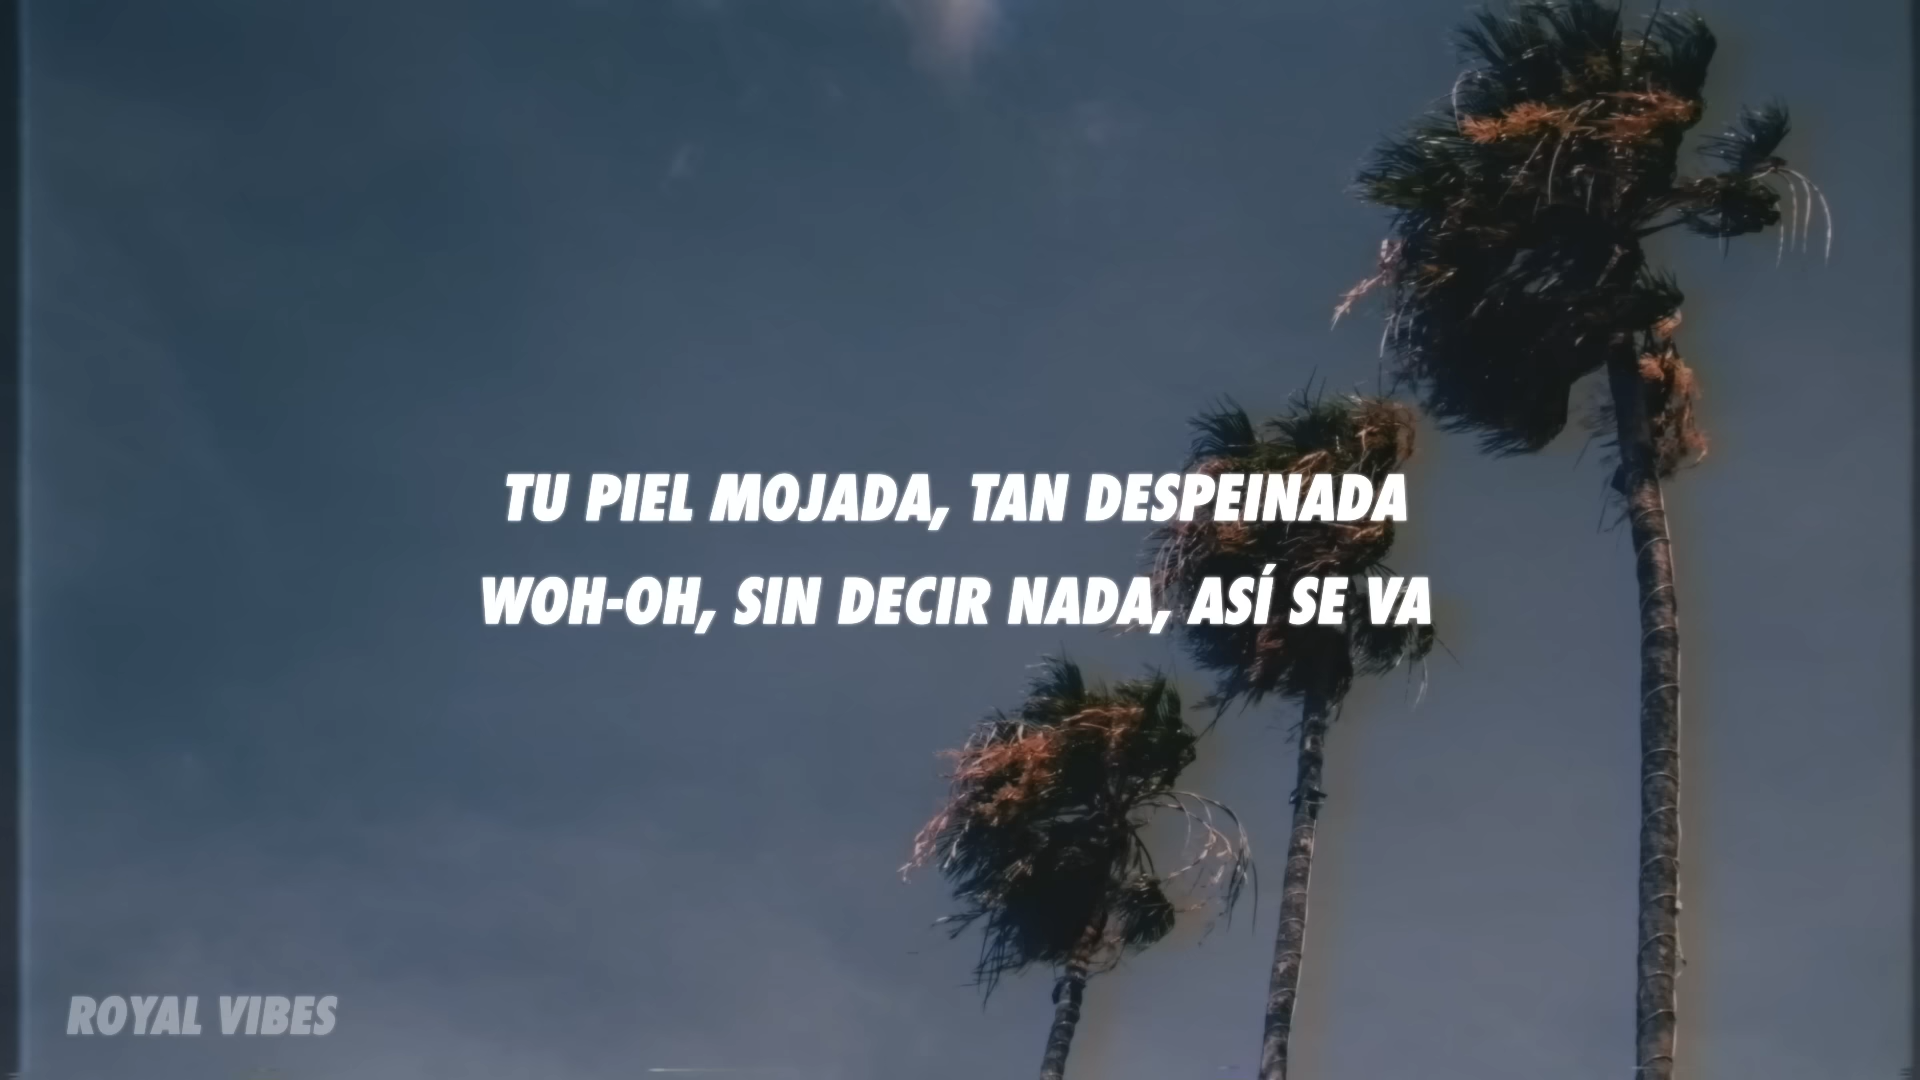 TU PIEL MOJADA, TAN DESPEINADA
WOH-OH, SIN DECIR NADA, ASÍ SE VA
ROYAL VIBES